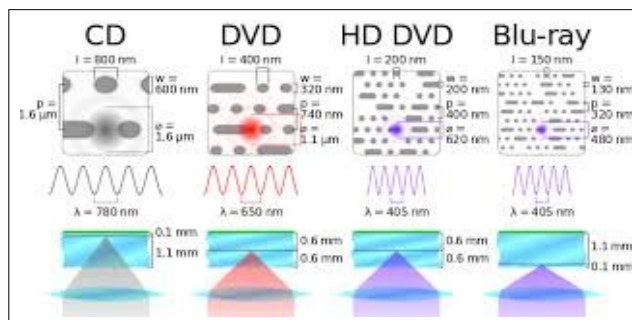 CD
l = 800 nm
w =
600 nm
p =
1.6 µm
ø =
1.6 µm
λ = 780 nm
0.1 mm
1.1 mm
DVD
l = 400 nm
w =
320 nm
p =
740 nm
ø =
1.1 µm
λ = 650 nm
0.6 mm
0.6 mm
HD DVD
l = 200 nm
w =
200 nm
p =
400 nm
ø =
620 nm
λ = 405 nm
0.6 mm
0.6 mm
Blu-ray
l = 150 nm
w =
130 nm
p =
320 nm
ø =
480 nm
λ = 405 nm
1.1 mm
0.1 mm